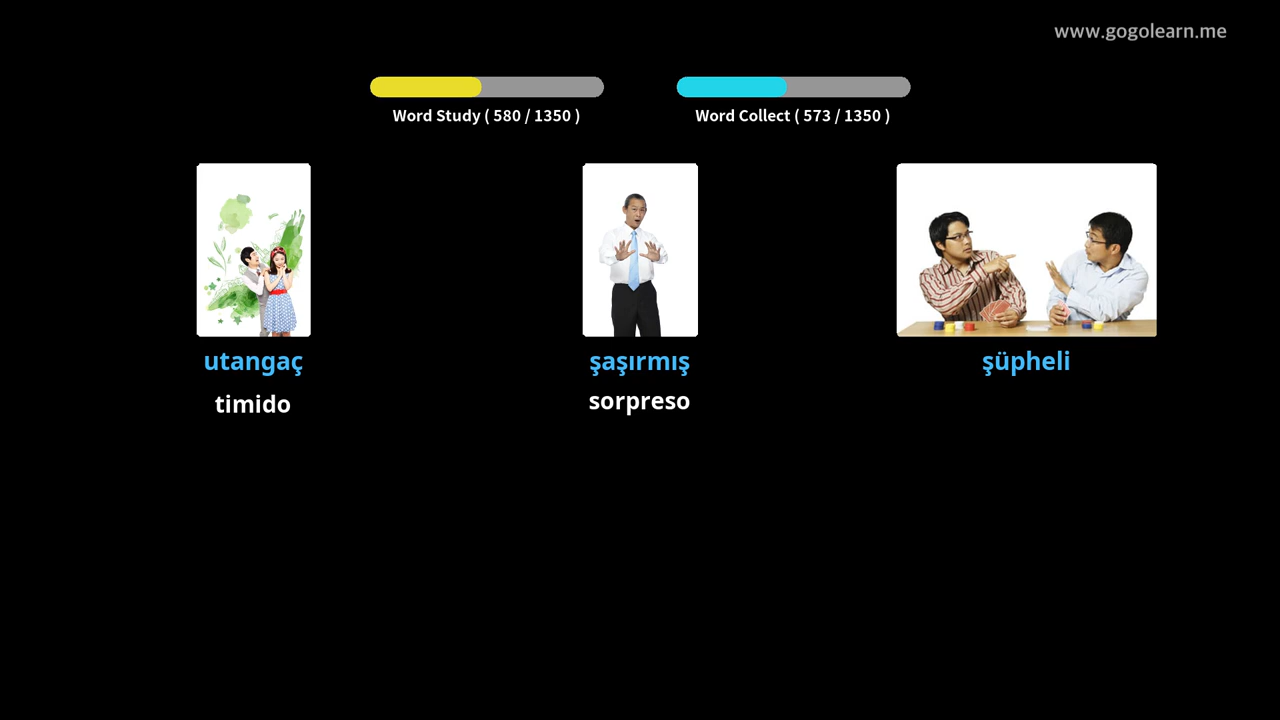 www.gogolearn.me
Word Study ( 580 / 1350 )
Word Collect ( 573 / 1350 )
utangaç
timido
şaşırmış
sorpreso
şüpheli